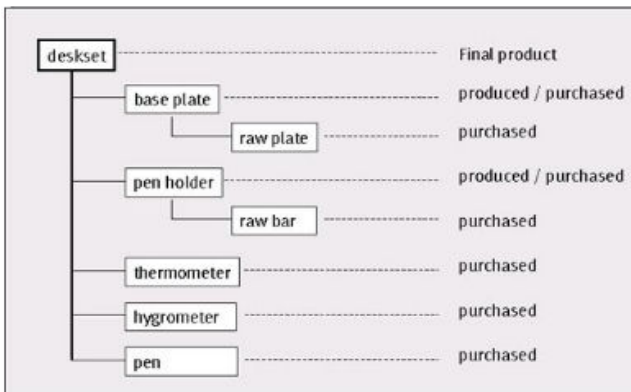 deskset Final product
base plate produced / purchased
raw plate purchased
pen holder produced / purchased
raw bar purchased
thermometer purchased
hygrometer purchased
pen purchased